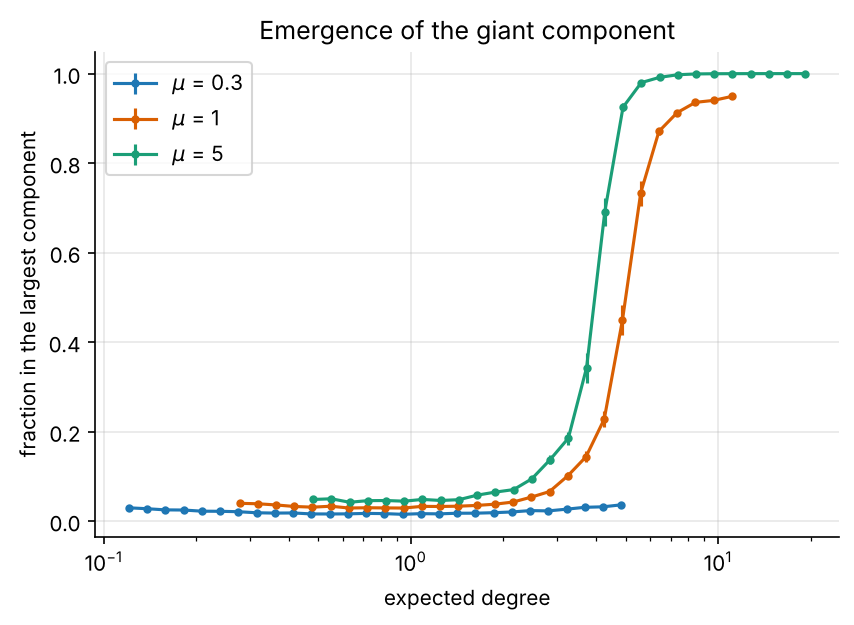 Emergence of the giant component
fraction in the largest component
1.0
0.8
0.6
0.4
0.2
0.0
μ = 0.3
μ = 1
μ = 5
10⁻¹
10⁰
10¹
expected degree